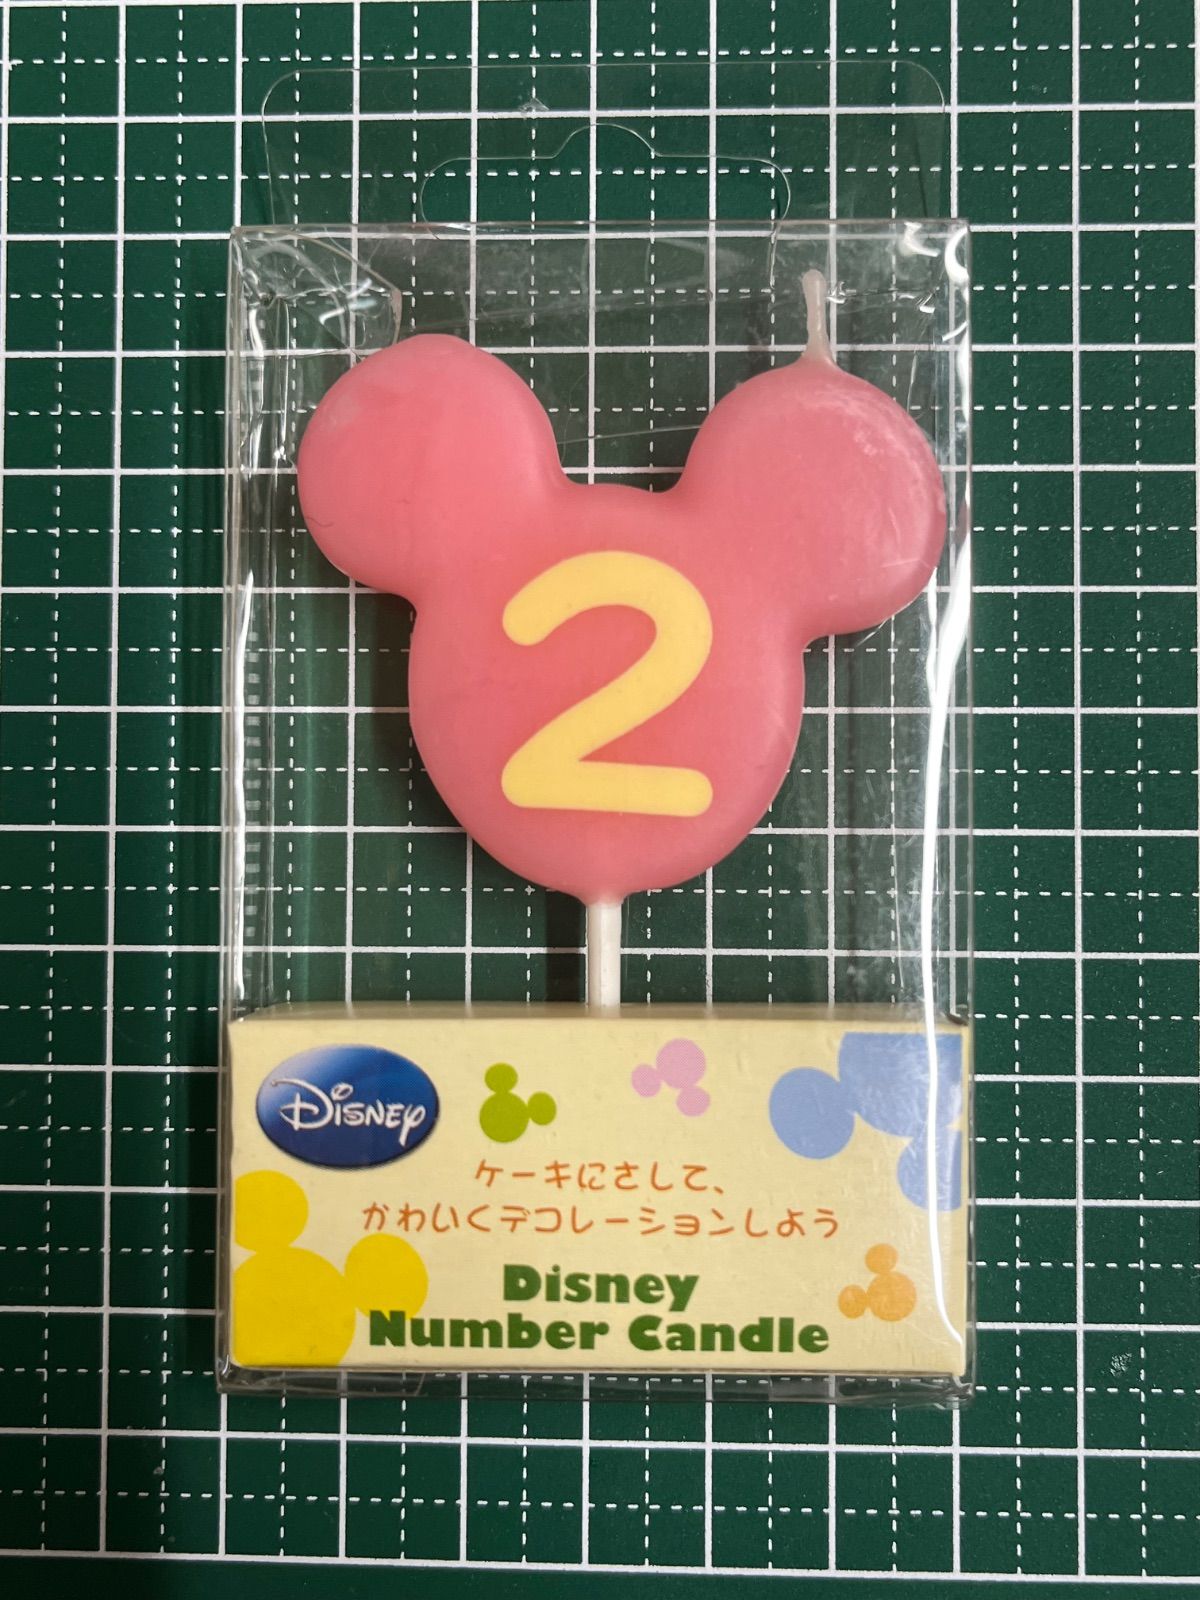 2
Disney
ケーキにさして、
かわいくデコレーションしよう
Disney
Number Candle